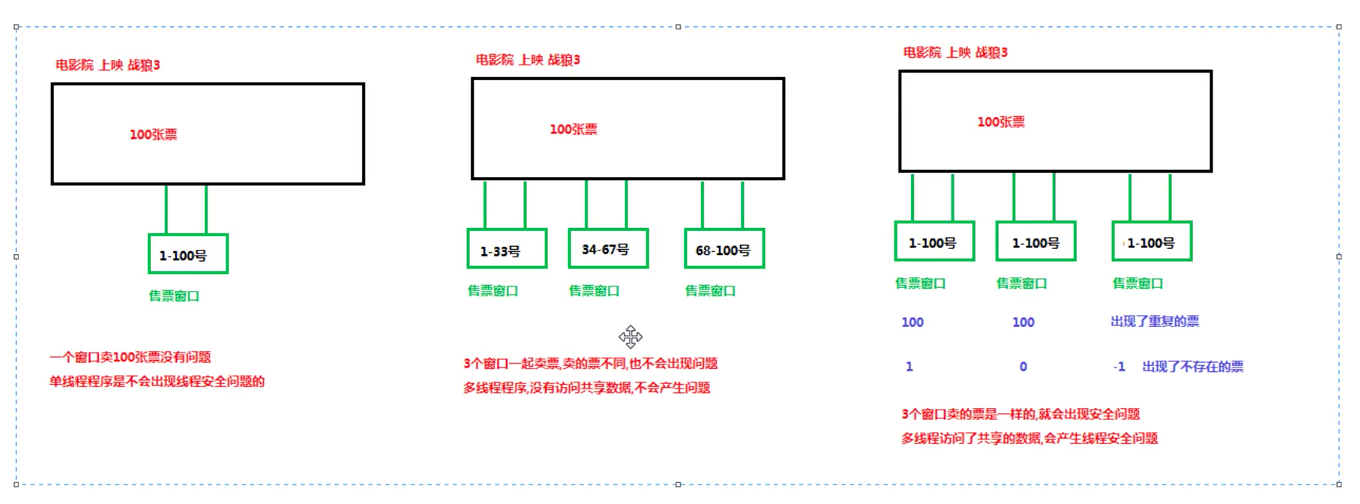 电影院 上映 战狼3
100张票
1-100号
售票窗口
一个窗口卖100张票没有问题
单线程程序是不会出现线程安全问题的
电影院 上映 战狼3
100张票
1-33号
34-67号
68-100号
售票窗口
售票窗口
售票窗口
3个窗口一起卖票,卖的票不同,也不会出现问题
多线程程序,没有访问共享数据,不会产生问题
电影院 上映 战狼3
100张票
1-100号
1-100号
1-100号
售票窗口
售票窗口
售票窗口
100 100 出现了重复的票
1 0 -1 出现了不存在的票
3个窗口卖的票是一样的,就会出现安全问题
多线程访问了共享的数据,会产生线程安全问题